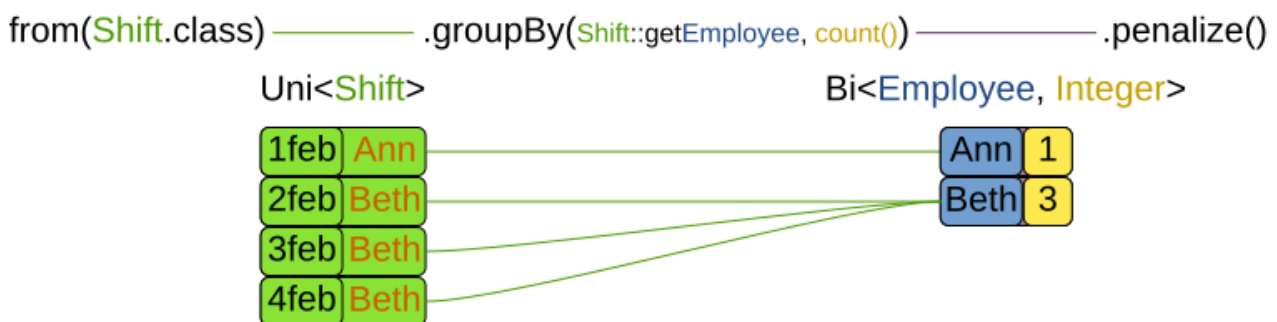 from(Shift.class) .groupBy(Shift::getEmployee, count()) .penalize()
Uni<Shift> Bi<Employee, Integer>
1feb Ann Ann 1
2feb Beth Beth 3
3feb Beth
4feb Beth